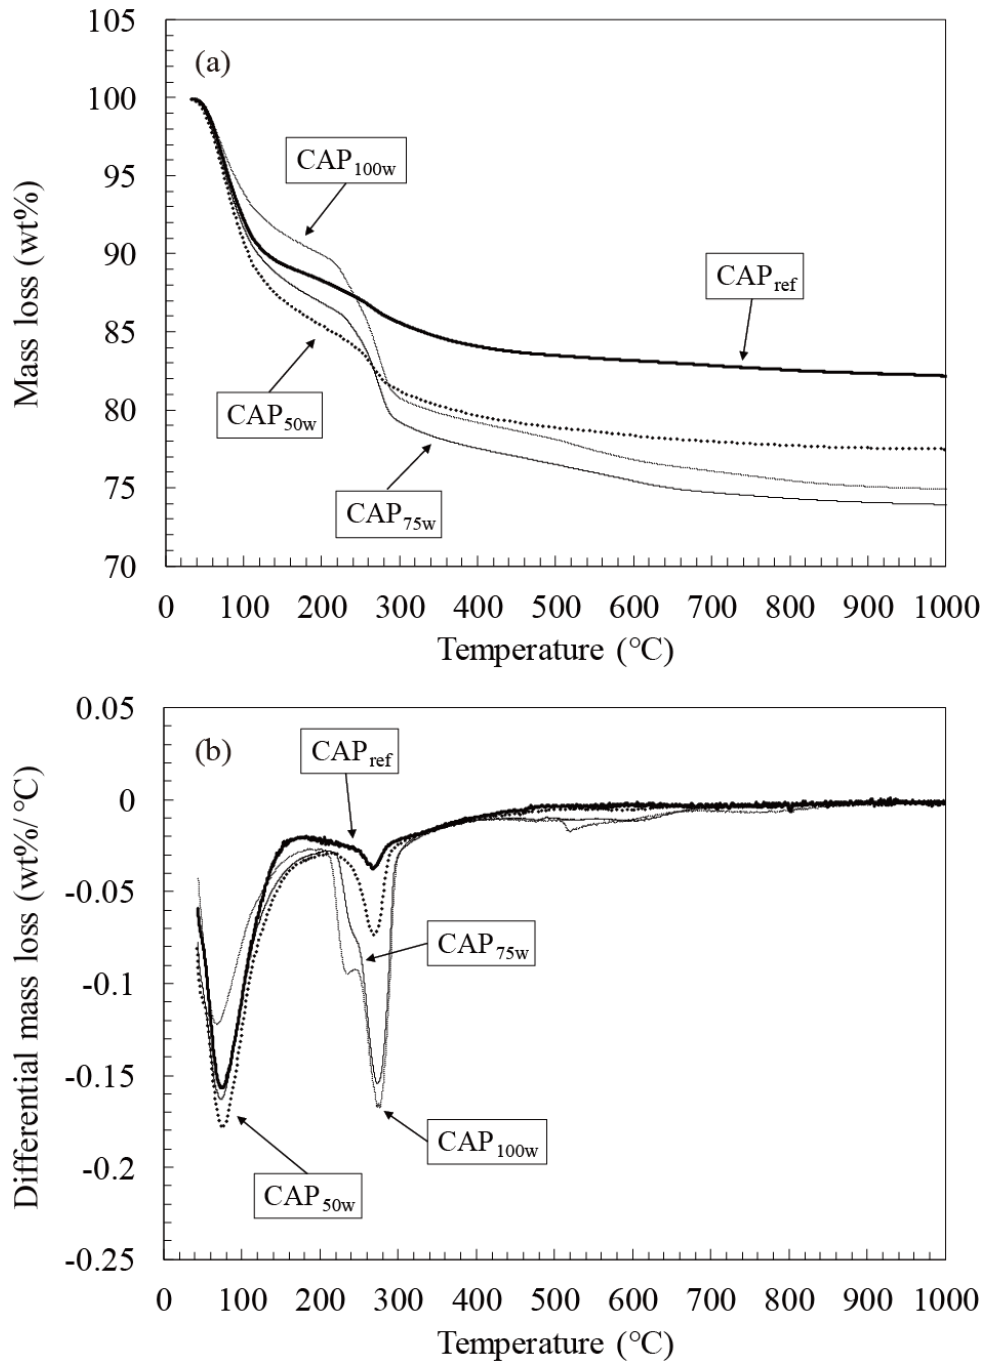 105
(a)
100
CAP100w
95
Mass loss (wt%)
90
CAPref
85
CAP50w
80
75
CAP75w
70
0 100 200 300 400 500 600 700 800 900 1000
Temperature (°C)
0.05
(b)
CAPref
0
-0.05
CAP75w
Differential mass loss (wt%/°C)
-0.1
-0.15
CAP100w
CAP50w
-0.2
-0.25
0 100 200 300 400 500 600 700 800 900 1000
Temperature (°C)